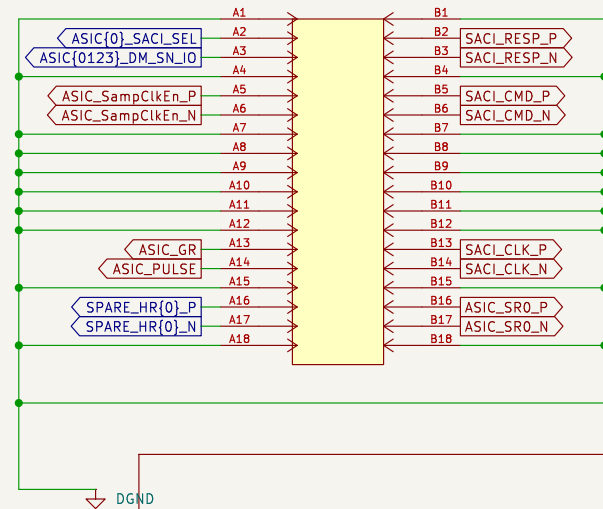 A1 B1
ASIC{0}_SACI_SEL A2 B2 SACI_RESP_P
ASIC{0123}_DM_SN_IO A3 B3 SACI_RESP_N
A4 B4
ASIC_SampClkEn_P A5 B5 SACI_CMD_P
ASIC_SampClkEn_N A6 B6 SACI_CMD_N
A7 B7
A8 B8
A9 B9
A10 B10
A11 B11
A12 B12
ASIC_GR A13 B13 SACI_CLK_P
ASIC_PULSE A14 B14 SACI_CLK_N
A15 B15
SPARE_HR{0}_P A16 B16 ASIC_SR0_P
SPARE_HR{0}_N A17 B17 ASIC_SR0_N
A18 B18
DGND